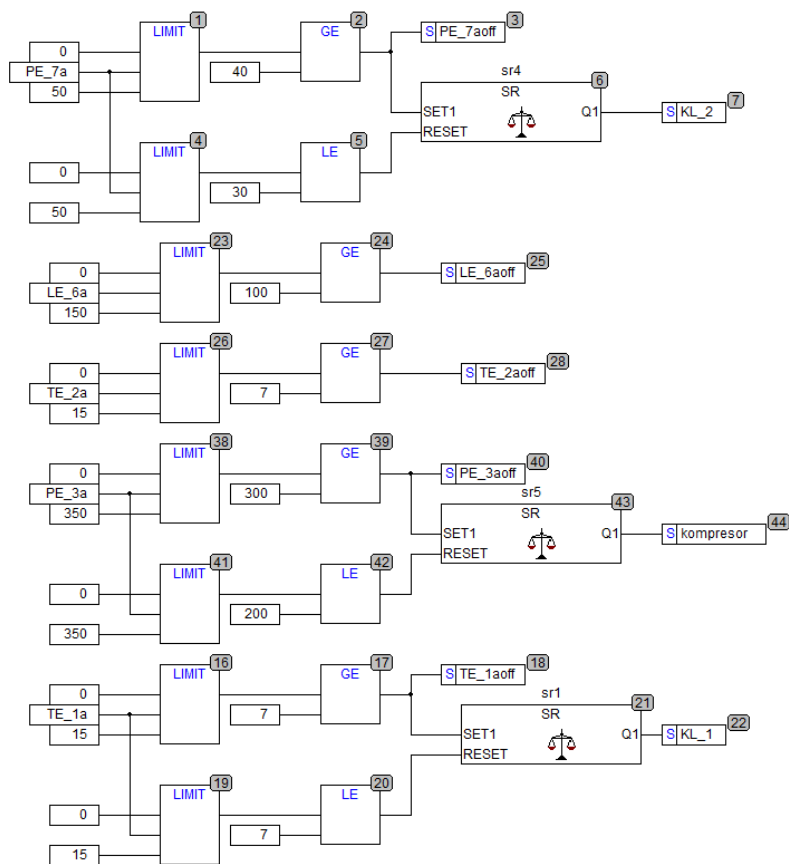 1
2
3
LIMIT
GE
S PE_7aoff
0
PE_7a
40
sr4
6
50
SR
7
SET1
Q1
S KL_2
4
5
RESET
LIMIT
LE
0
30
50
23
24
LIMIT
GE
25
0
S LE_6aoff
LE_6a
100
150
26
27
LIMIT
GE
28
0
S TE_2aoff
TE_2a
7
15
38
39
LIMIT
GE
40
0
S PE_3aoff
PE_3a
300
sr5
43
350
SR
44
SET1
Q1
S kompresor
41
42
RESET
LIMIT
LE
0
200
350
16
17
LIMIT
GE
18
0
S TE_1aoff
TE_1a
7
sr1
21
15
SR
22
SET1
Q1
S KL_1
19
20
RESET
LIMIT
LE
0
7
15